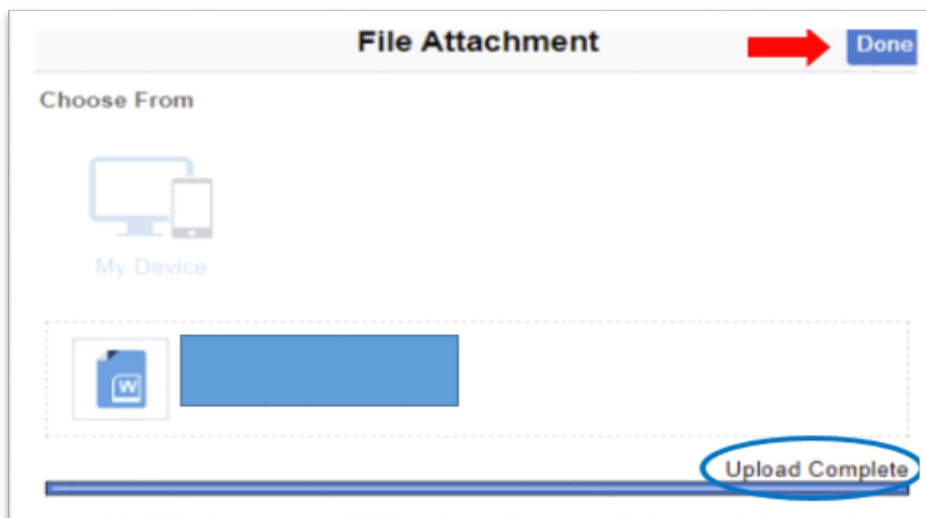 File Attachment
Done
Choose From
My Device
W
Upload Complete